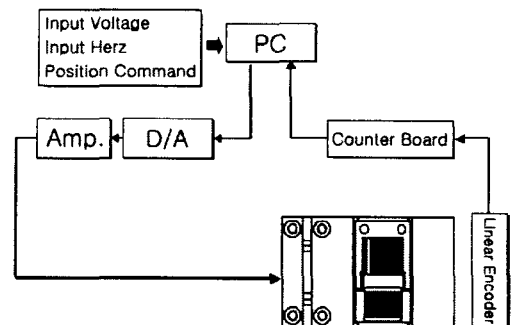 Input Voltage
Input Herz
Position Command
PC
Amp.
D/A
Counter Board
Linear Encoder